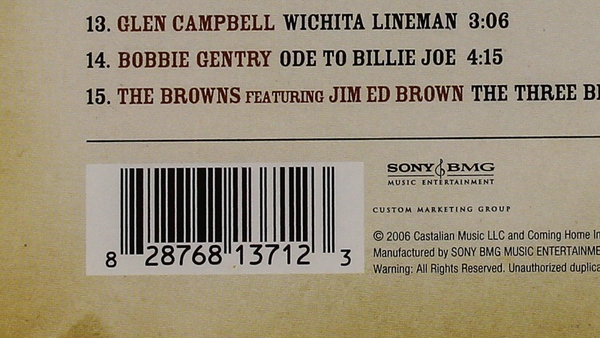 13. GLEN CAMPBELL WICHITA LINEMAN 3:06
14. BOBBIE GENTRY ODE TO BILLIE JOE 4:15
15. THE BROWNS FEATURING JIM ED BROWN THE THREE
SONY BMG
MUSIC ENTERTAINMENT
CUSTOM MARKETING GROUP
© 2006 Castalian Music LLC and Coming Home
Manufactured by SONY BMG MUSIC
Warning: All Rights Reserved. Unauthorized
8 28768 13712 3